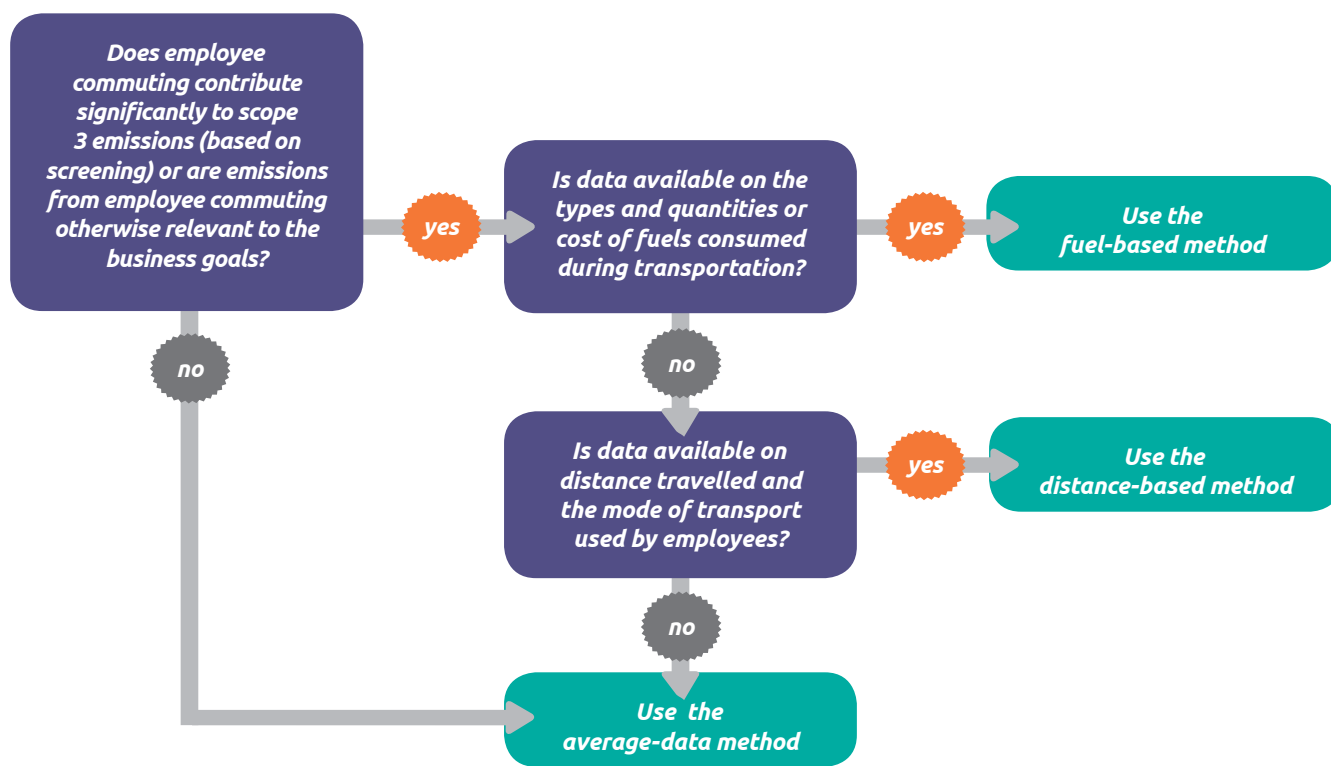 Does employee
commuting contribute
significantly to scope
3 emissions (based on
screening) or are emissions
from employee commuting
otherwise relevant to the
business goals?
yes
Is data available on the
types and quantities or
cost of fuels consumed
during transportation?
yes
Use the
fuel-based method
no
no
Is data available on
distance travelled and
the mode of transport
used by employees?
yes
Use the
distance-based method
no
Use the
average-data method